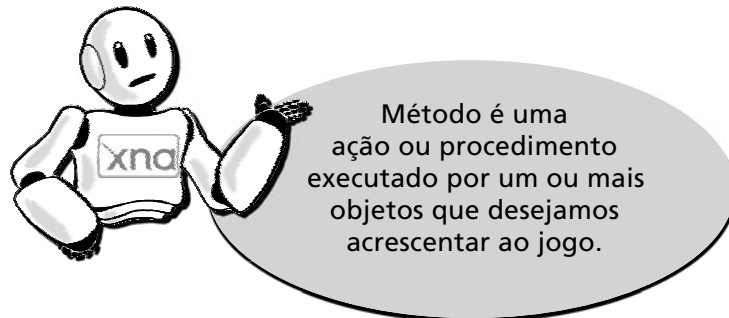 xna
Método é uma
ação ou procedimento
executado por um ou mais
objetos que desejamos
acrescentar ao jogo.